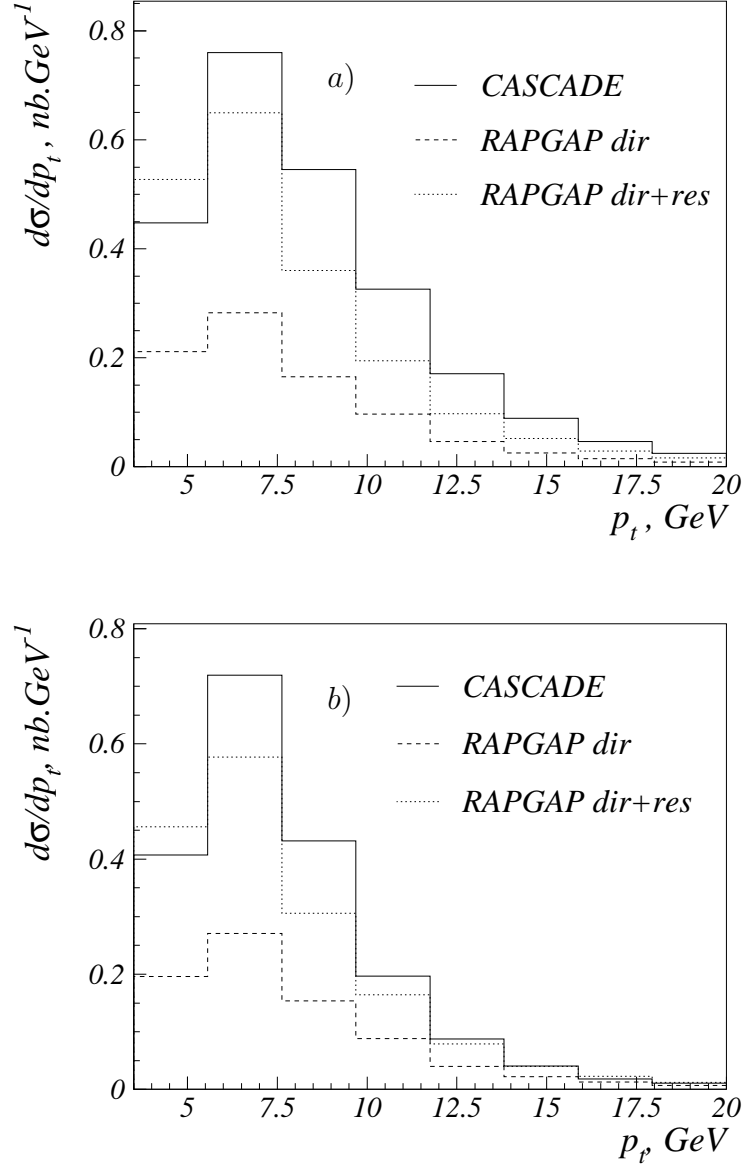 dσ/dp_t , nb.GeV^-1
0.8
0.6
0.4
0.2
0
a)
CASCADE
RAPGAP dir
RAPGAP dir+res
5 7.5 10 12.5 15 17.5 20
p_t , GeV
dσ/dp_t, nb.GeV^-1
0.8
0.6
0.4
0.2
0
b)
CASCADE
RAPGAP dir
RAPGAP dir+res
5 7.5 10 12.5 15 17.5 20
p_t, GeV